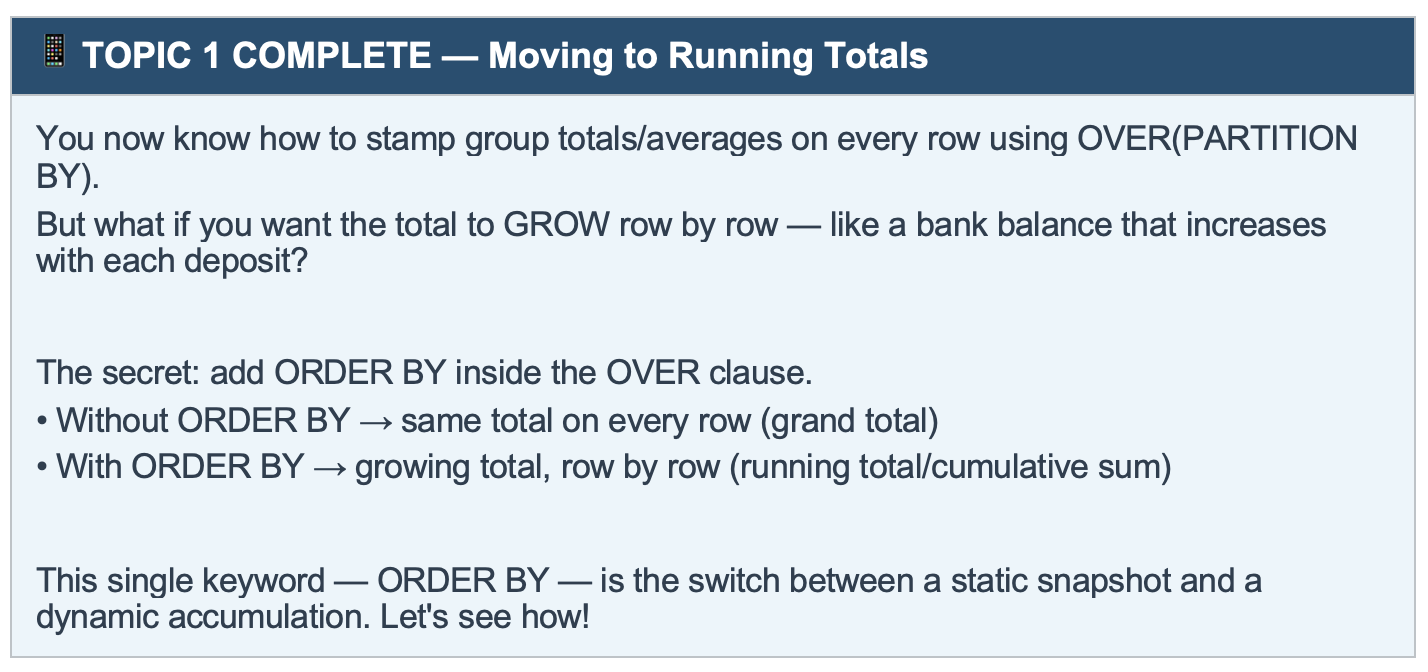 📱 TOPIC 1 COMPLETE — Moving to Running Totals
You now know how to stamp group totals/averages on every row using OVER(PARTITION
BY).
But what if you want the total to GROW row by row — like a bank balance that increases
with each deposit?
The secret: add ORDER BY inside the OVER clause.
• Without ORDER BY → same total on every row (grand total)
• With ORDER BY → growing total, row by row (running total/cumulative sum)
This single keyword — ORDER BY — is the switch between a static snapshot and a
dynamic accumulation. Let's see how!